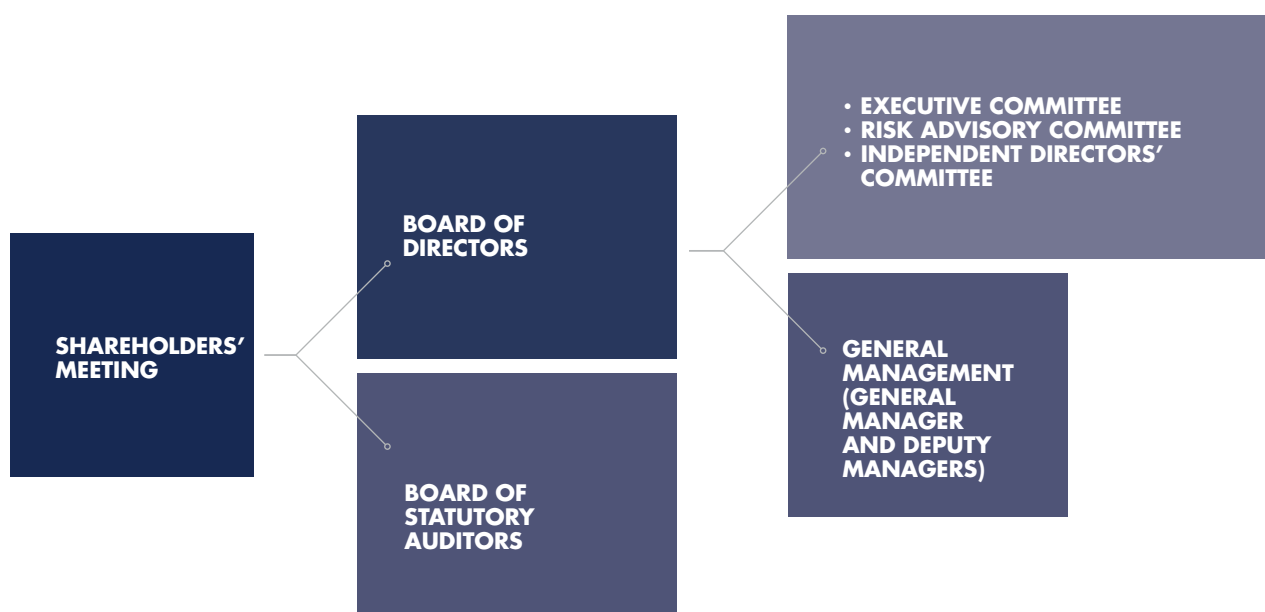 SHAREHOLDERS’
MEETING
BOARD OF
DIRECTORS
BOARD OF
STATUTORY
AUDITORS
• EXECUTIVE COMMITTEE
• RISK ADVISORY COMMITTEE
• INDEPENDENT DIRECTORS’
COMMITTEE
GENERAL
MANAGEMENT
(GENERAL
MANAGER
AND DEPUTY
MANAGERS)